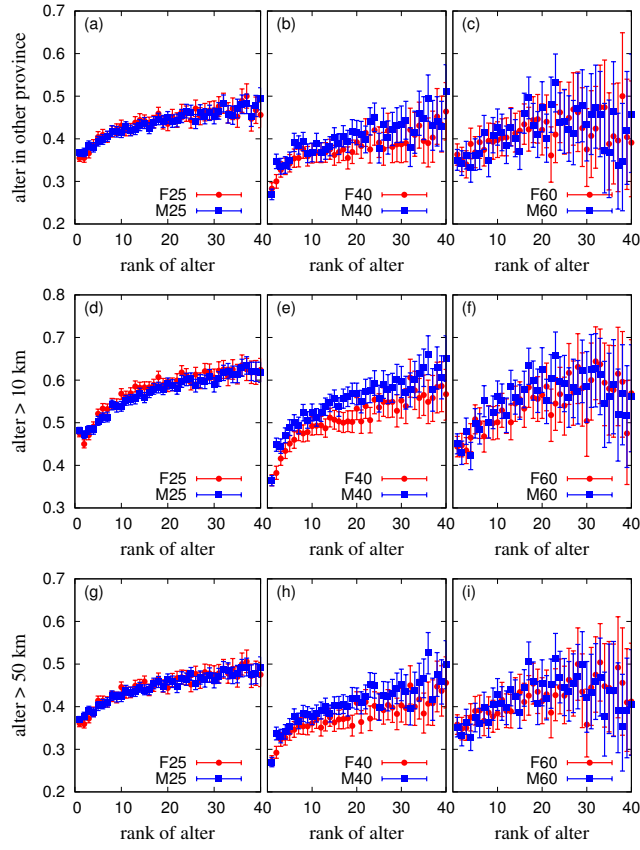 0.7
0.6
0.5
0.4
0.3
0.2
alter in other province
(a)
F25
M25
0 10 20 30 40
rank of alter
(b)
F40
M40
0 10 20 30 40
rank of alter
(c)
F60
M60
0 10 20 30 40
rank of alter
0.8
0.7
0.6
0.5
0.4
0.3
alter > 10 km
(d)
F25
M25
0 10 20 30 40
rank of alter
(e)
F40
M40
0 10 20 30 40
rank of alter
(f)
F60
M60
0 10 20 30 40
rank of alter
0.7
0.6
0.5
0.4
0.3
0.2
alter > 50 km
(g)
F25
M25
0 10 20 30 40
rank of alter
(h)
F40
M40
0 10 20 30 40
rank of alter
(i)
F60
M60
0 10 20 30 40
rank of alter